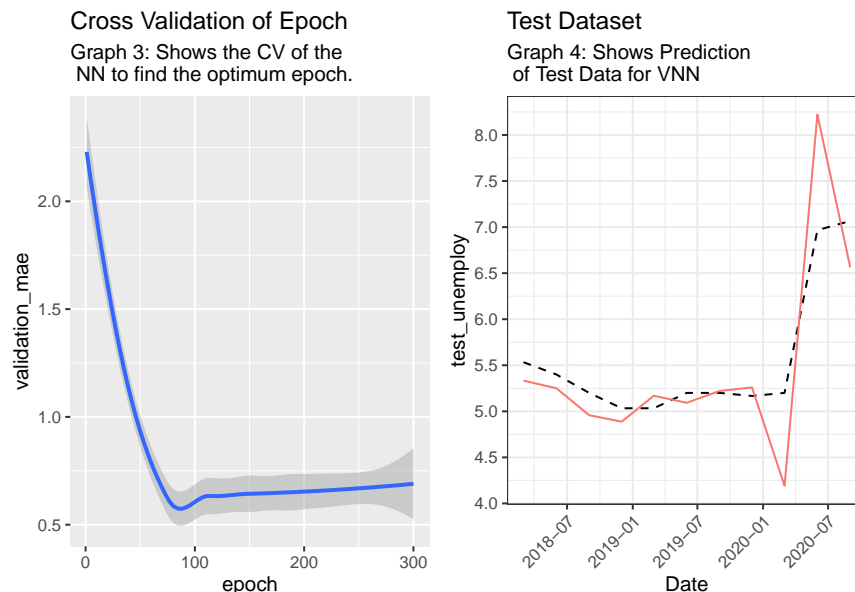 Cross Validation of Epoch
Graph 3: Shows the CV of the
NN to find the optimum epoch.
validation_mae
2.0
1.5
1.0
0.5
0
100
200
300
epoch
Test Dataset
Graph 4: Shows Prediction
of Test Data for VNN
test_unemploy
8.0
7.5
7.0
6.5
6.0
5.5
5.0
4.5
4.0
2018−07
2019−01
2019−07
2020−01
2020−07
Date